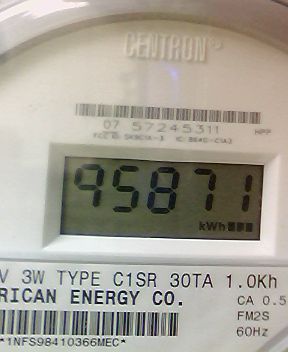 CENTRON®
07 57245311
HPP
95871
kWh
V 3W TYPE C1SR 30TA 1.0Kh
RICAN ENERGY CO.
CA 0.5
FM2S
60Hz
*1NFS98410366MEC*